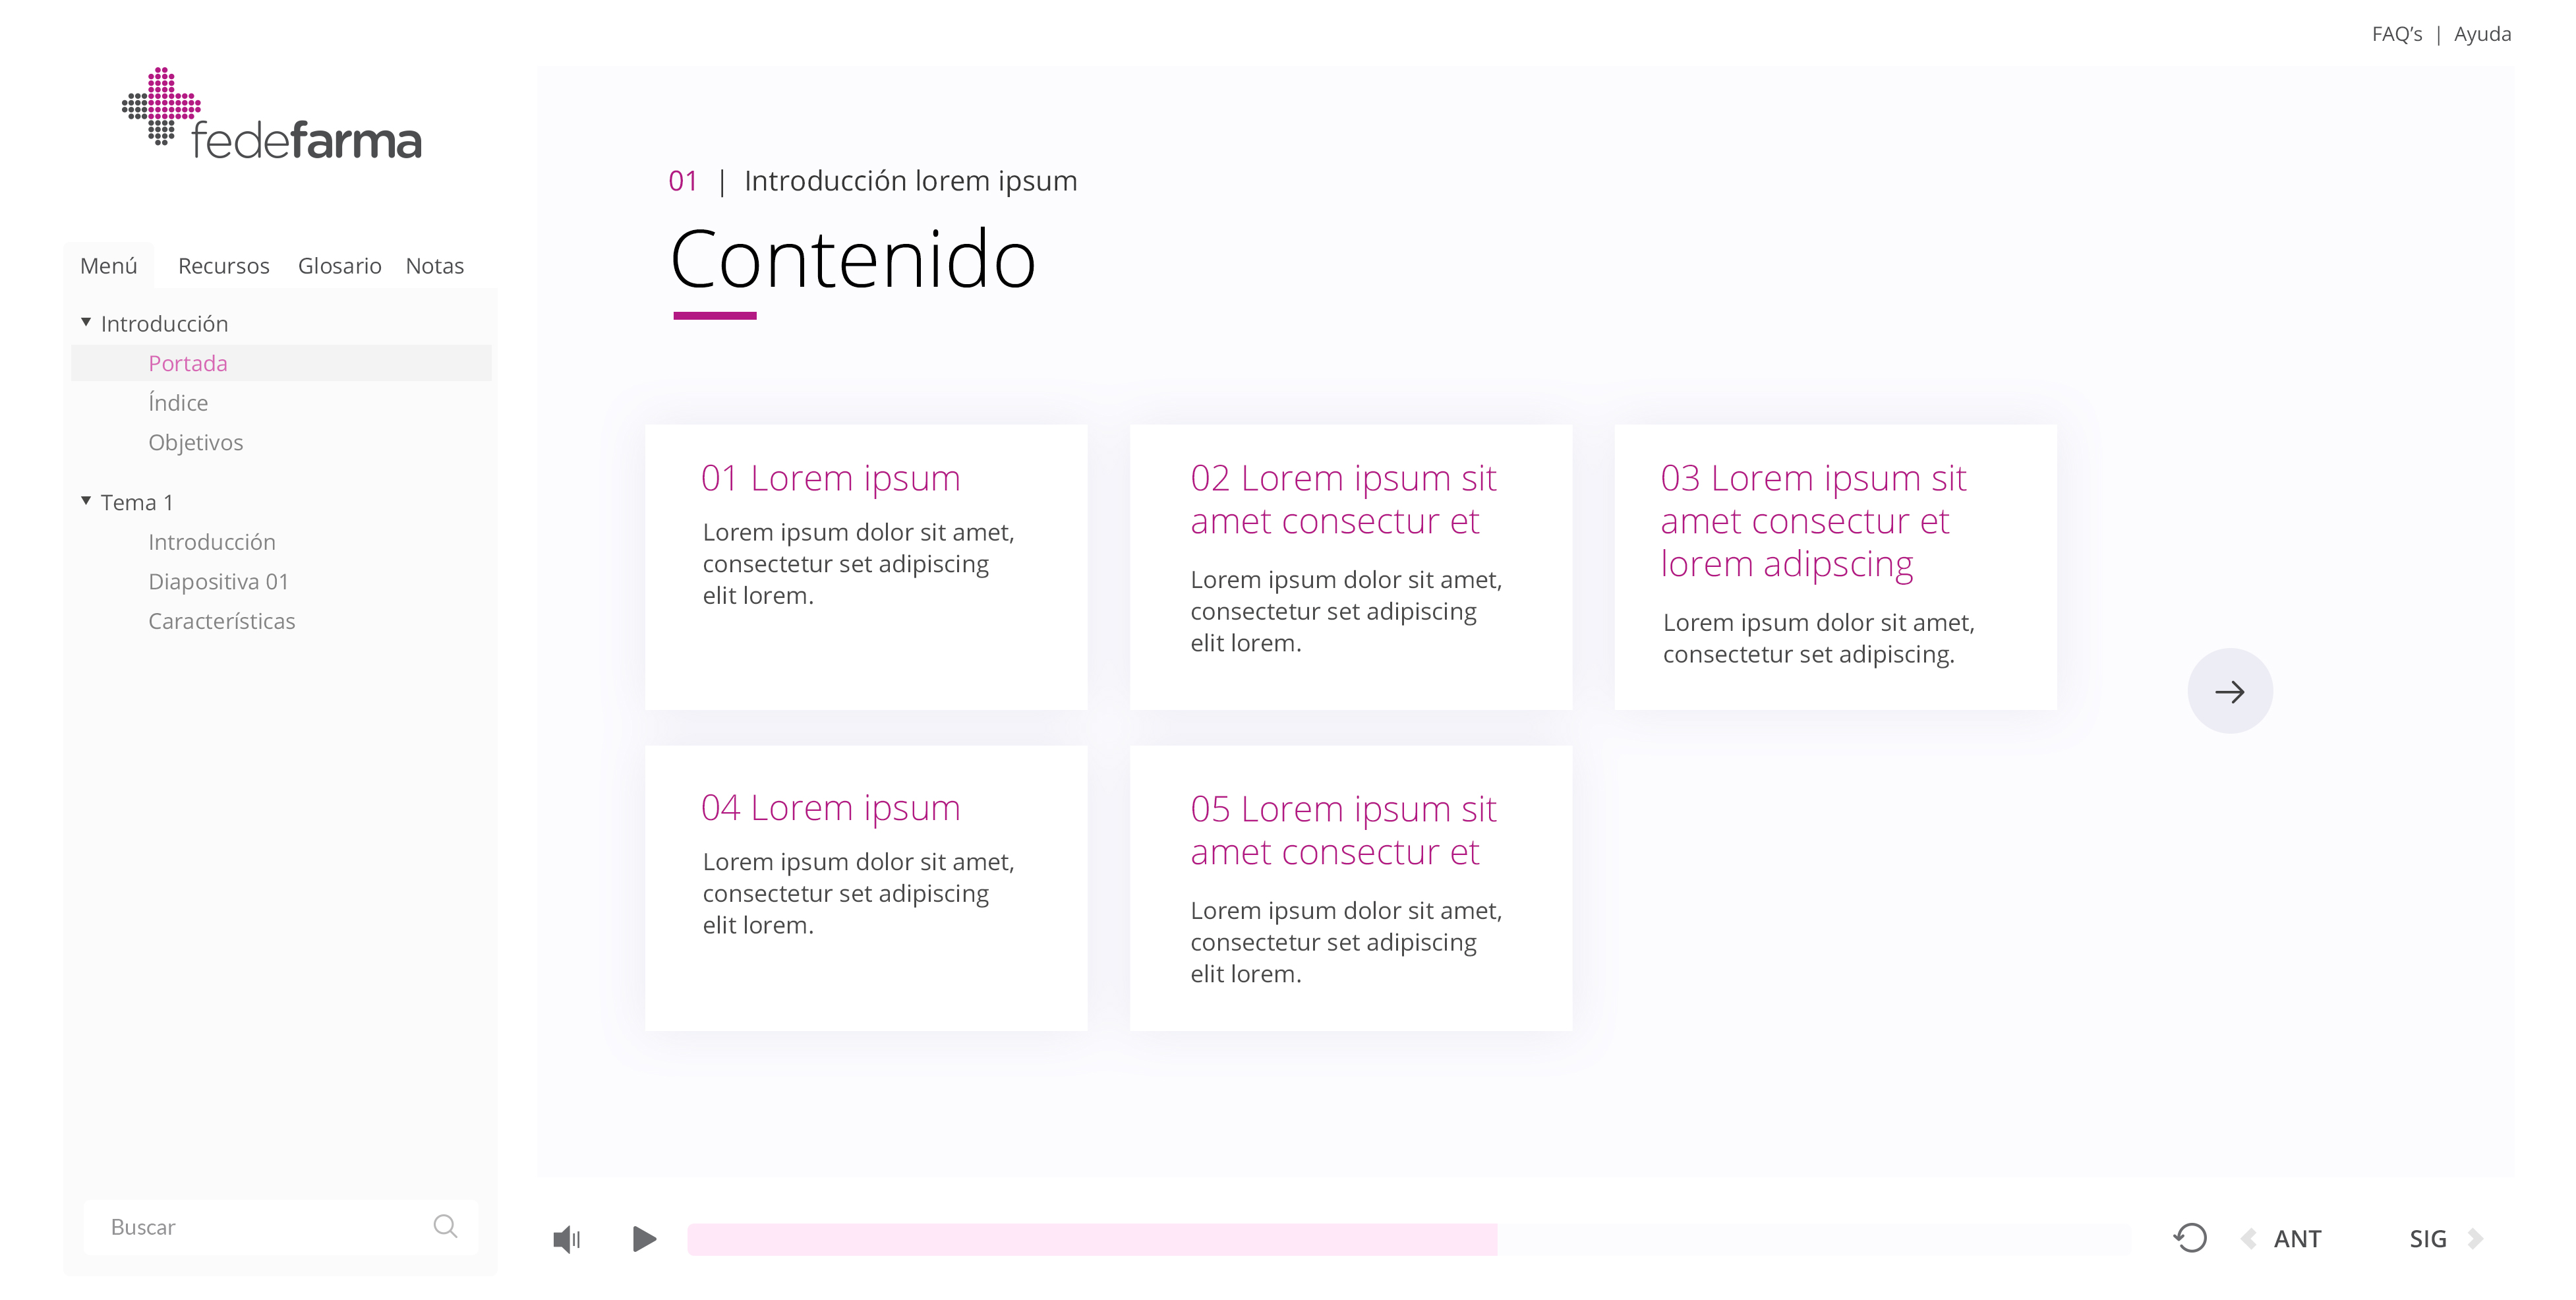 FAQ’s | Ayuda
fedefarma
Menú Recursos Glosario Notas
Introducción
Portada
Índice
Objetivos
Tema 1
Introducción
Diapositiva 01
Características
Buscar
01 | Introducción lorem ipsum
Contenido
01 Lorem ipsum
Lorem ipsum dolor sit amet,
consectetur set adipiscing
elit lorem.
02 Lorem ipsum sit
amet consectur et
Lorem ipsum dolor sit amet,
consectetur set adipiscing
elit lorem.
03 Lorem ipsum sit
amet consectur et
lorem adipscing
Lorem ipsum dolor sit amet,
consectetur set adipiscing.
04 Lorem ipsum
Lorem ipsum dolor sit amet,
consectetur set adipiscing
elit lorem.
05 Lorem ipsum sit
amet consectur et
Lorem ipsum dolor sit amet,
consectetur set adipiscing
elit lorem.
ANT SIG